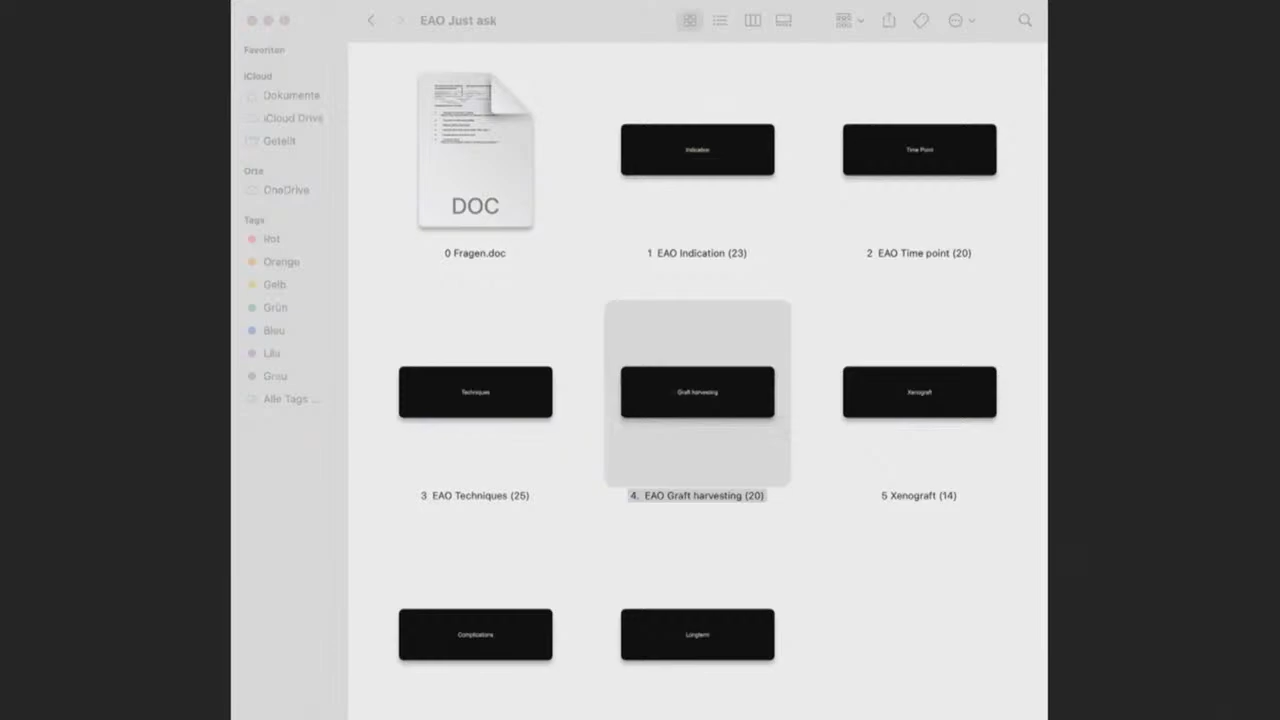 EAO Just ask
Favoriten
iCloud
Dokumente
iCloud Drive
Geteilt
Orte
OneDrive
Tags
Rot
Orange
Gelb
Grün
Blau
Lila
Grau
Alle Tags ...
DOC
0 Fragen.doc
Indication
1 EAO Indication (23)
Time Point
2 EAO Time point (20)
Techniques
3 EAO Techniques (25)
Graft harvesting
4. EAO Graft harvesting (20)
Xenograft
5 Xenograft (14)
Complications
Longterm